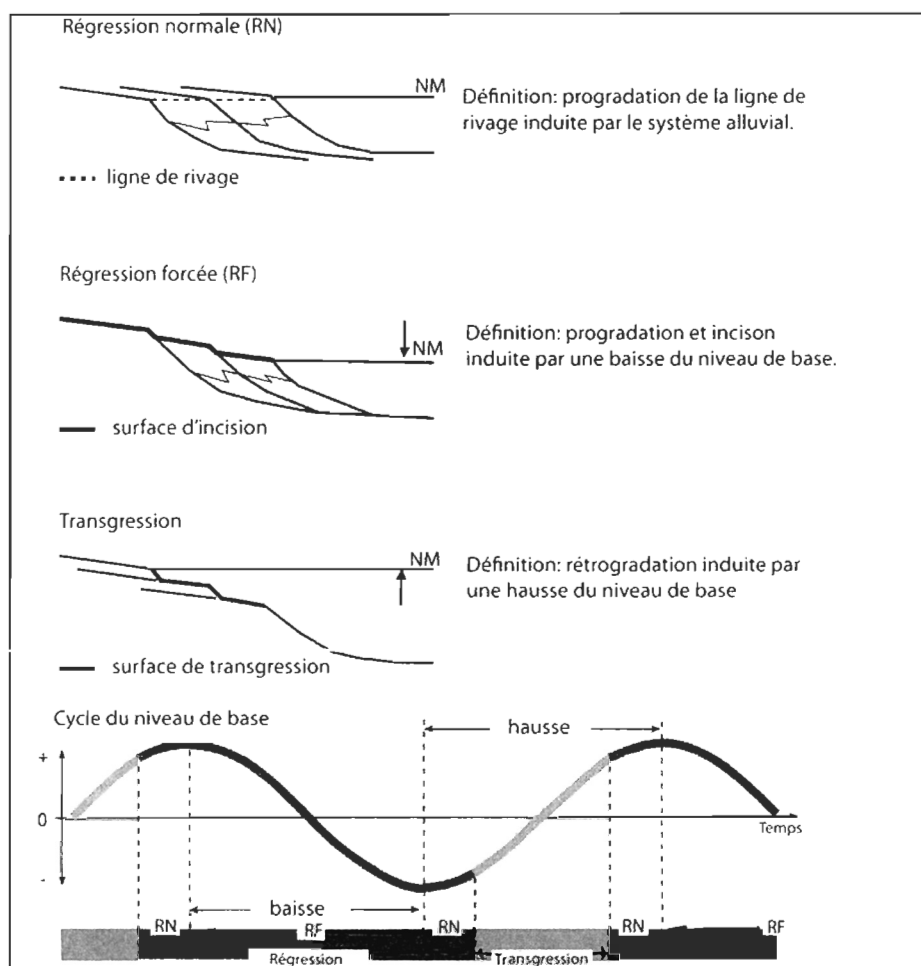 Régression normale (RN)
NM
Définition: progradation de la ligne de
rivage induite par le système alluvial.
ligne de rivage
Régression forcée (RF)
NM
Définition: progradation et incison
induite par une baisse du niveau de base.
surface d'incision
Transgression
NM
Définition: rétrogradation induite par
une hausse du niveau de base
surface de transgression
Cycle du niveau de base
hausse
+
0
Temps
-
baisse
RN
RF
RN
RN
RF
Régression
Transgression